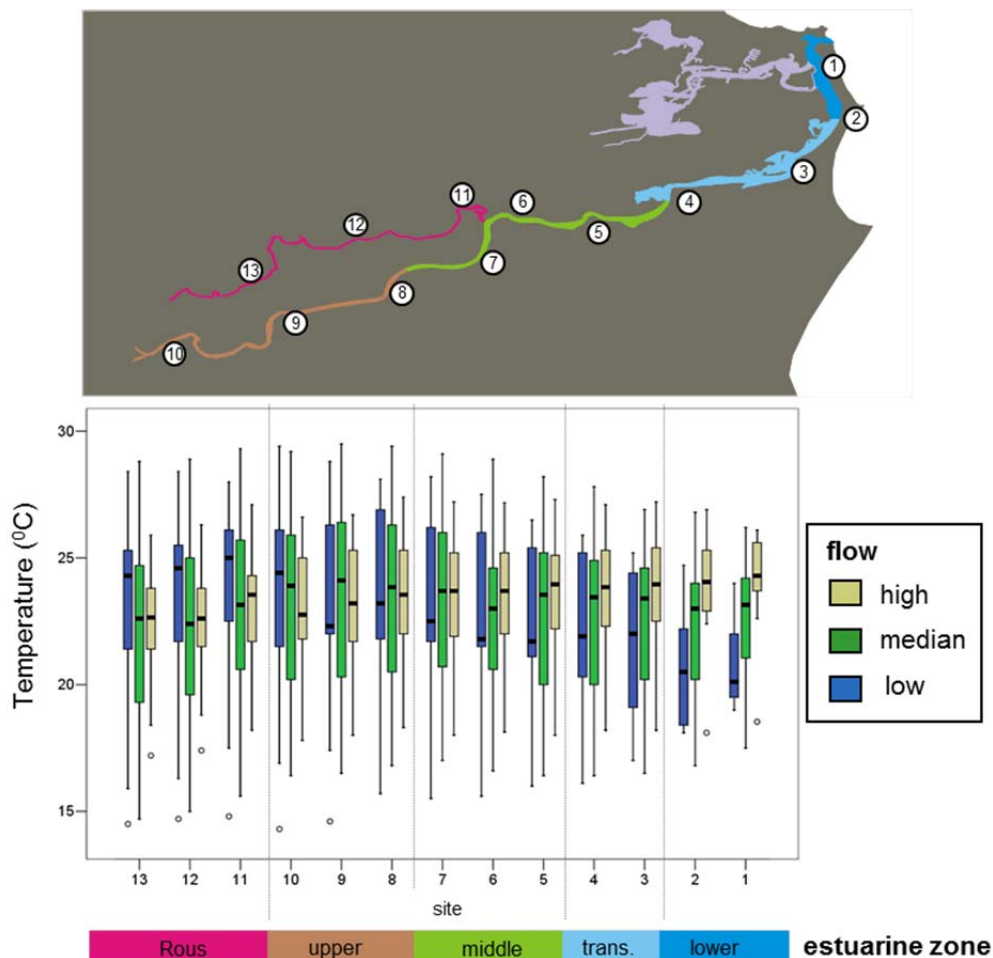 1
2
3
4
5
6
7
8
9
10
11
12
13
30
25
20
15
Temperature (⁰C)
13 12 11 10 9 8 7 6 5 4 3 2 1
site
flow
high
median
low
Rous upper middle trans. lower estuarine zone